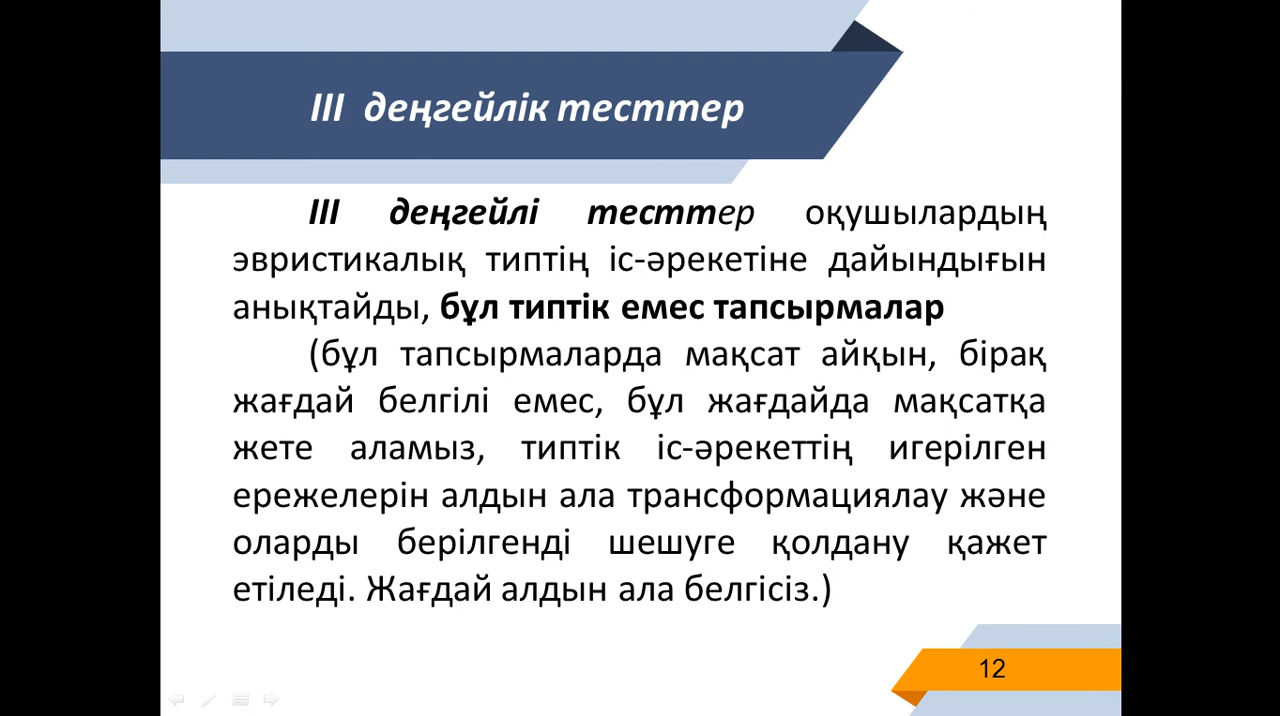 III деңгейлік тесттер
III деңгейлі тесттер оқушылардың
эвристикалық типтің іс-әрекетіне дайындығын
анықтайды, бұл типтік емес тапсырмалар
(бұл тапсырмаларда мақсат айқын, бірақ
жағдай белгілі емес, бұл жағдайда мақсатқа
жете аламыз, типтік іс-әрекеттің игерілген
ережелерін алдын ала трансформациялау және
оларды берілгенді шешуге қолдану қажет
етіледі. Жағдай алдын ала белгісіз.)
12